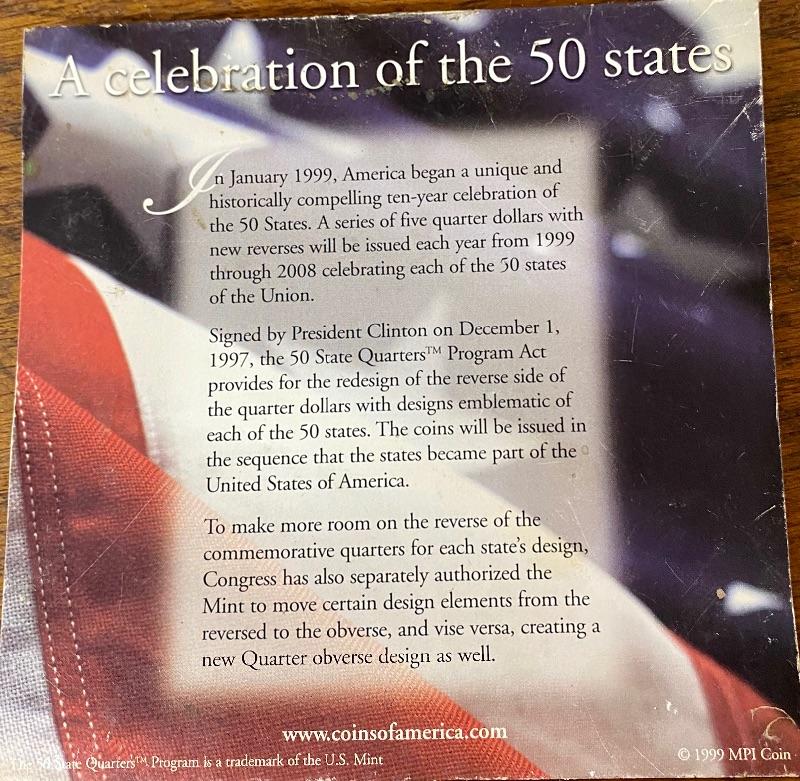 A celebration of the 50 states
In January 1999, America began a unique and
historically compelling ten-year celebration of
the 50 States. A series of five quarter dollars with
new reverses will be issued each year from 1999
through 2008 celebrating each of the 50 states
of the Union.
Signed by President Clinton on December 1,
1997, the 50 State Quarters™ Program Act
provides for the redesign of the reverse side of
the quarter dollars with designs emblematic of
each of the 50 states. The coins will be issued in
the sequence that the states became part of the
United States of America.
To make more room on the reverse of the
commemorative quarters for each state's design,
Congress has also separately authorized the
Mint to move certain design elements from the
reversed to the obverse, and vise versa, creating a
new Quarter obverse design as well.
www.coinsofamerica.com
The 50 State Quarters™ Program is a trademark of the U.S. Mint
© 1999 MPI Coin